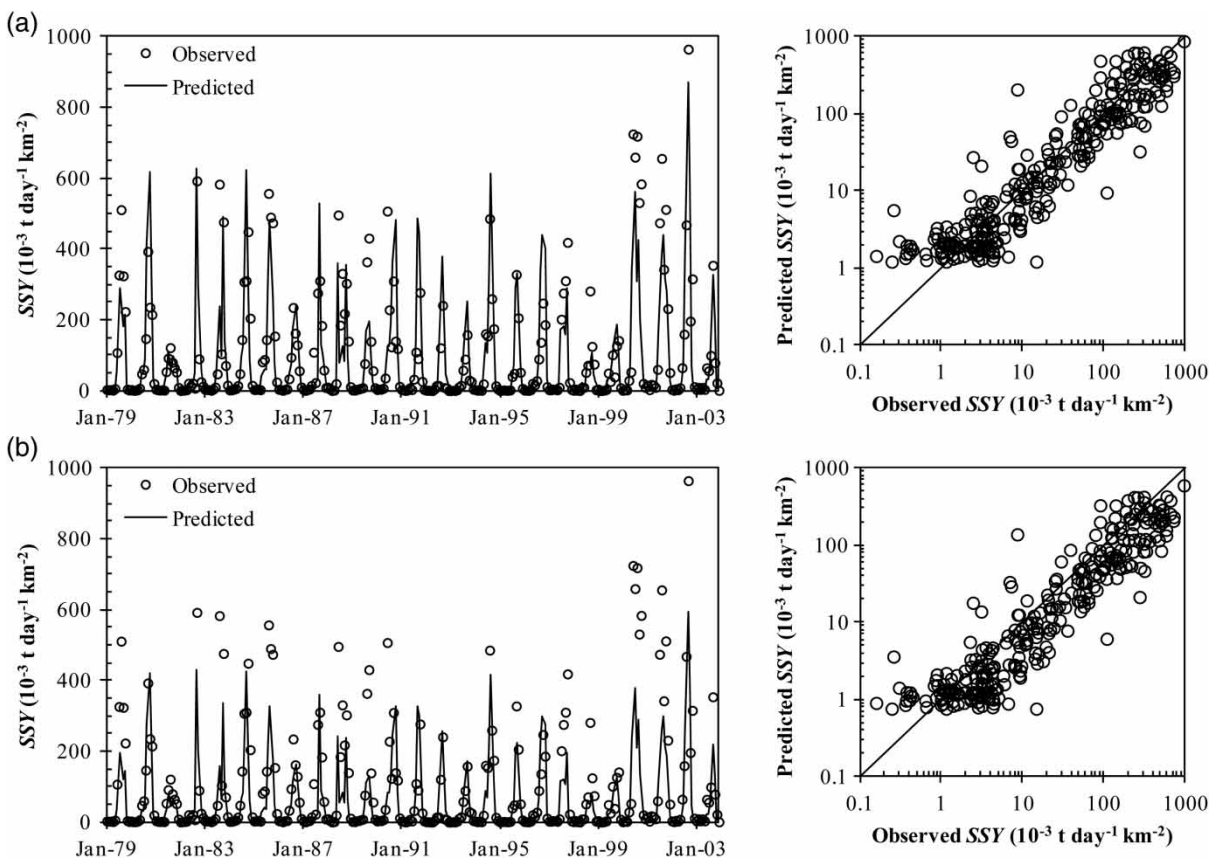 (a)
1000
800
600
400
200
0
SSY (10⁻³ t day⁻¹ km⁻²)
Observed
Predicted
Jan-79 Jan-83 Jan-87 Jan-91 Jan-95 Jan-99 Jan-03
1000
100
10
1
0.1
Predicted SSY (10⁻³ t day⁻¹ km⁻²)
0.1 1 10 100 1000
Observed SSY (10⁻³ t day⁻¹ km⁻²)
(b)
1000
800
600
400
200
0
SSY (10⁻³ t day⁻¹ km⁻²)
Observed
Predicted
Jan-79 Jan-83 Jan-87 Jan-91 Jan-95 Jan-99 Jan-03
1000
100
10
1
0.1
Predicted SSY (10⁻³ t day⁻¹ km⁻²)
0.1 1 10 100 1000
Observed SSY (10⁻³ t day⁻¹ km⁻²)